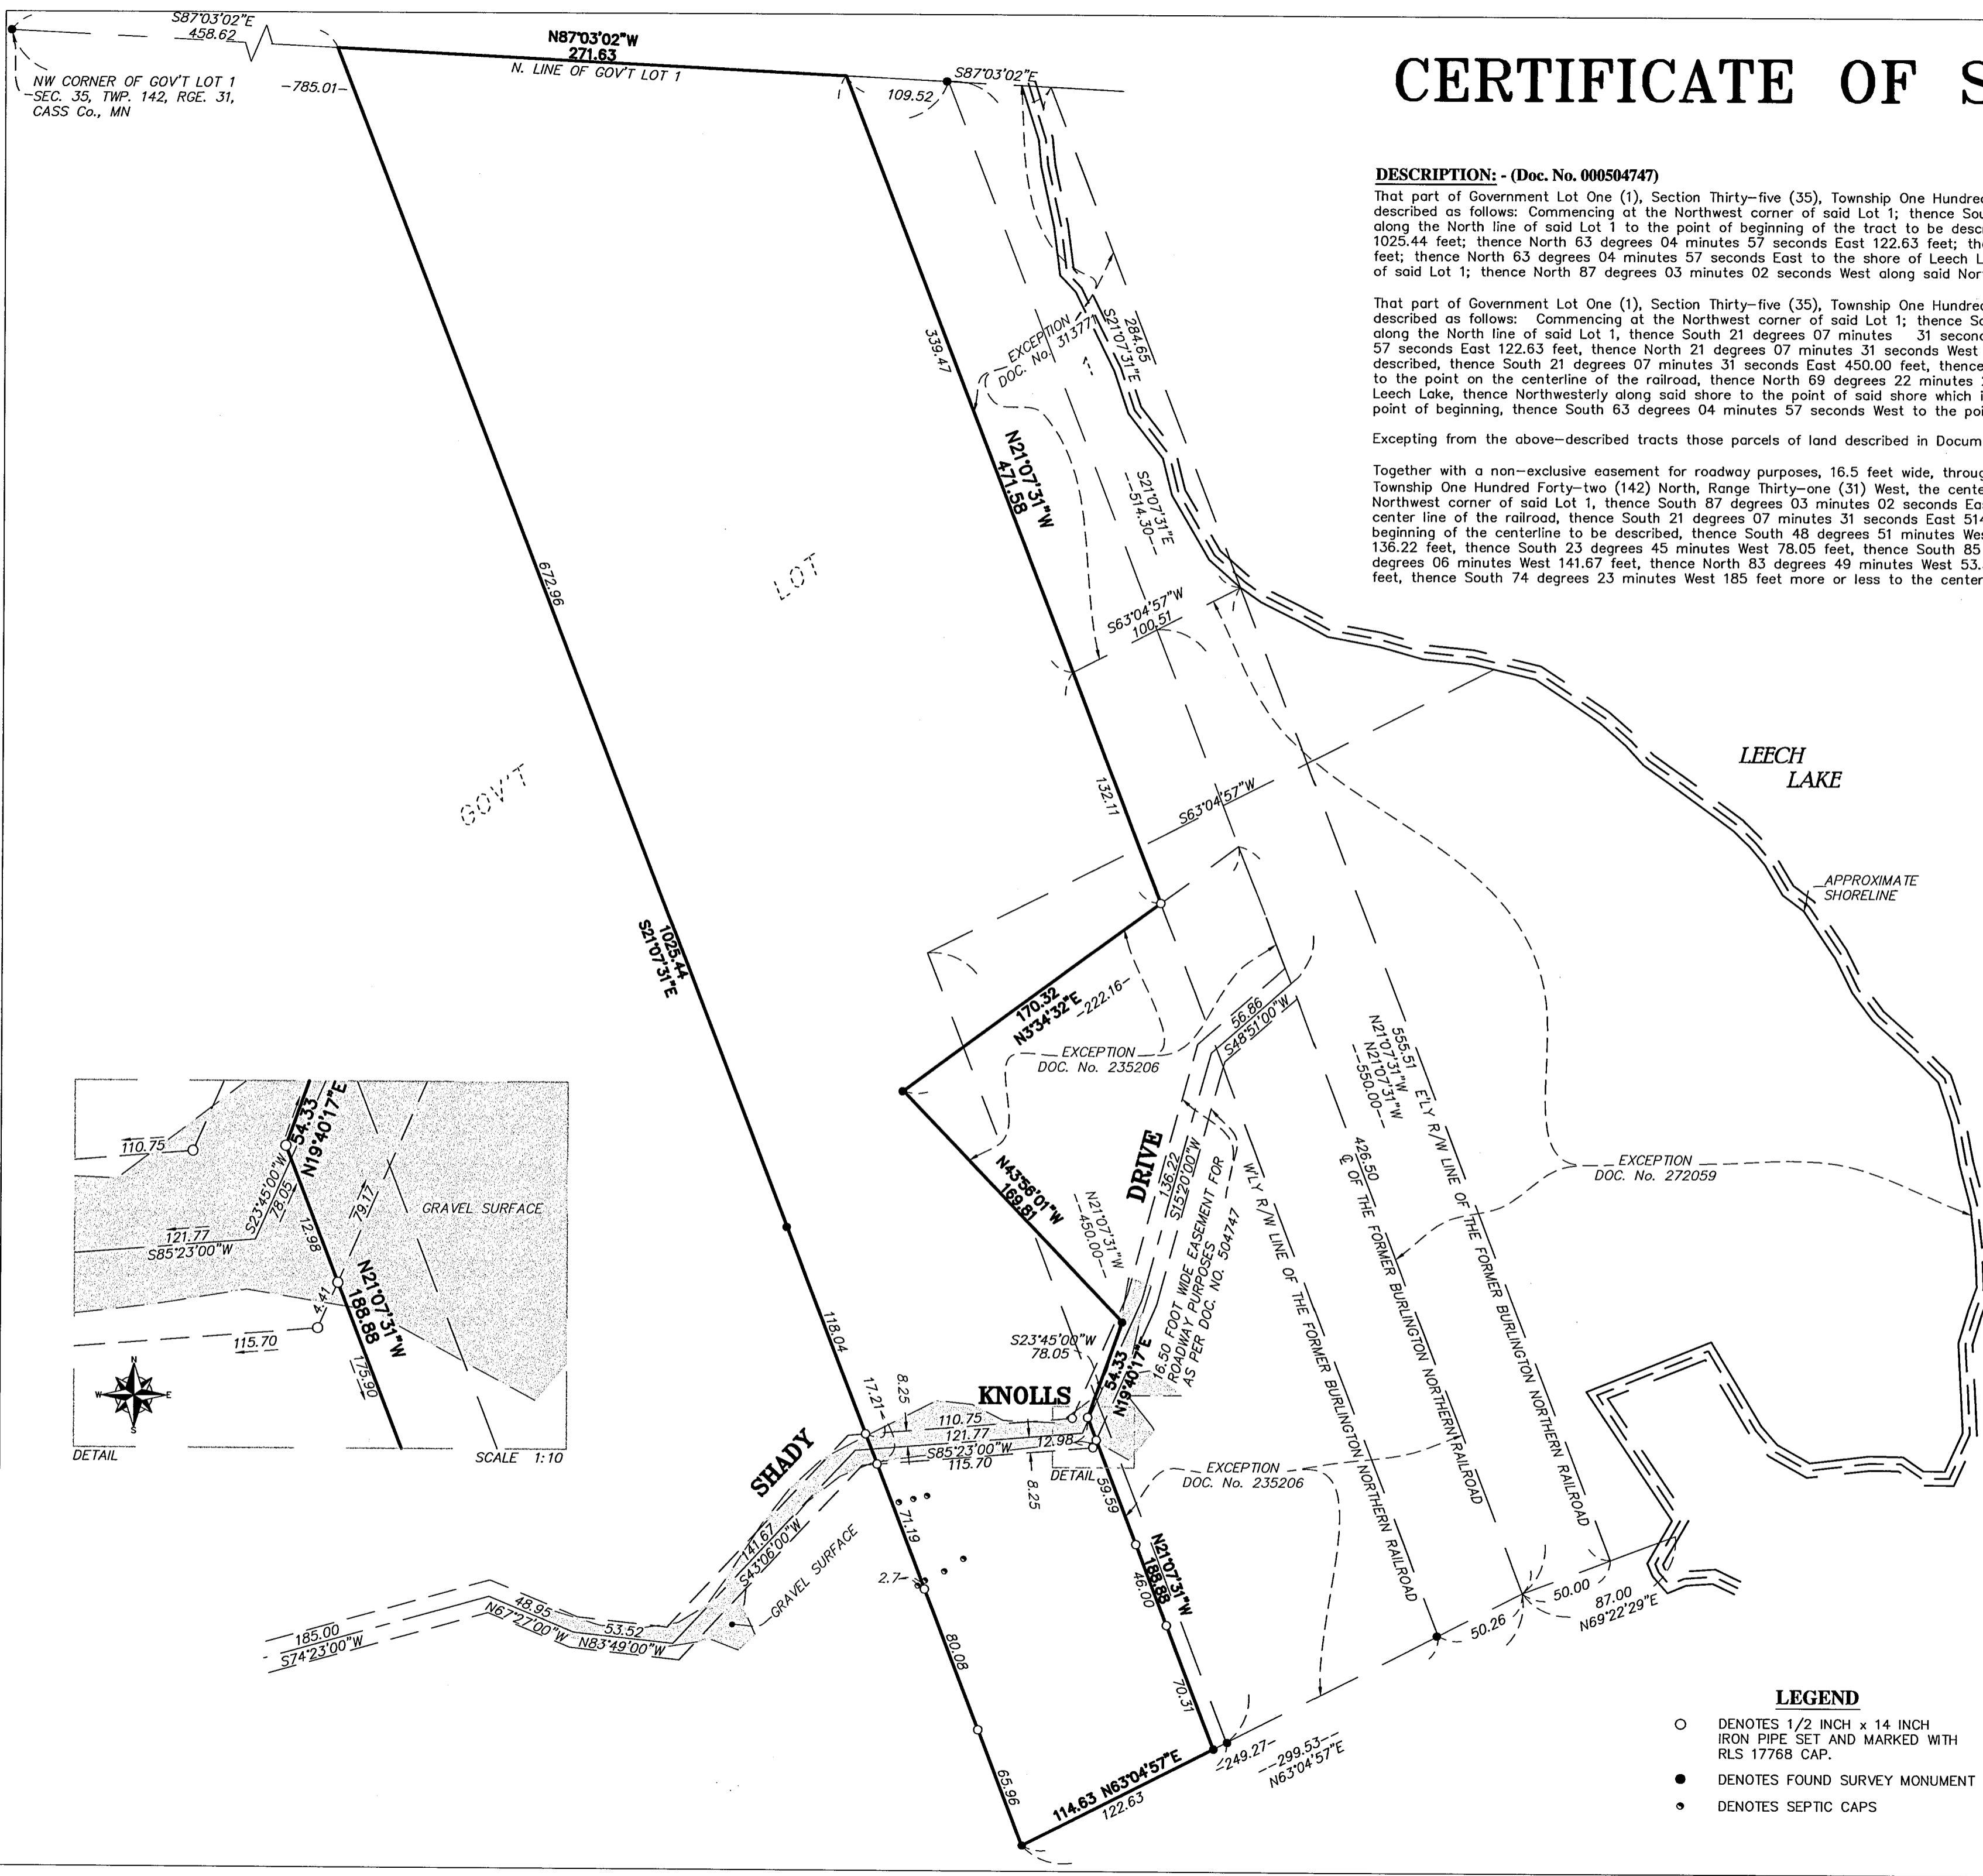 S87°03'02"E
458.62
N87°03'02"W
271.63
N. LINE OF GOV'T LOT 1
-785.01-
NW CORNER OF GOV'T LOT 1
SEC. 35, TWP. 142, RGE. 31,
CASS Co., MN
S87°03'02"E
109.52
CERTIFICATE OF S
DESCRIPTION: - (Doc. No. 000504747)
That part of Government Lot One (1), Section Thirty-five (35), Township One Hundred
described as follows: Commencing at the Northwest corner of said Lot 1; thence Sou
along the North line of said Lot 1 to the point of beginning of the tract to be desc
1025.44 feet; thence North 63 degrees 04 minutes 57 seconds East 122.63 feet; th
feet; thence North 63 degrees 04 minutes 57 seconds East to the shore of Leech L
of said Lot 1; thence North 87 degrees 03 minutes 02 seconds West along said Nor
That part of Government Lot One (1), Section Thirty-five (35), Township One Hundred
described as follows: Commencing at the Northwest corner of said Lot 1; thence So
along the North line of said Lot 1, thence South 21 degrees 07 minutes 31 second
57 seconds East 122.63 feet, thence North 21 degrees 07 minutes 31 seconds West
described, thence South 21 degrees 07 minutes 31 seconds East 450.00 feet, thence
to the point on the centerline of the railroad, thence North 69 degrees 22 minutes
Leech Lake, thence Northwesterly along said shore to the point of said shore which i
point of beginning, thence South 63 degrees 04 minutes 57 seconds West to the poi
Excepting from the above-described tracts those parcels of land described in Docum
Together with a non-exclusive easement for roadway purposes, 16.5 feet wide, throug
Township One Hundred Forty-two (142) North, Range Thirty-one (31) West, the cente
Northwest corner of said Lot 1, thence South 87 degrees 03 minutes 02 seconds Ea
center line of the railroad, thence South 21 degrees 07 minutes 31 seconds East 514
beginning of the centerline to be described, thence South 48 degrees 51 minutes Wes
136.22 feet, thence South 23 degrees 45 minutes West 78.05 feet, thence South 85
degrees 06 minutes West 141.67 feet, thence North 83 degrees 49 minutes West 53.
feet, thence South 74 degrees 23 minutes West 185 feet more or less to the center
339.47
EXCEPTION
DOC. No. 313771
284.65
S21°07'31"E
N21°07'31"W
471.58
S21°07'31"E
--514.30--
672.96
LOT
GOV'T
S63°04'57"W
100.51
132.11
S63°04'57"W
LEECH
LAKE
APPROXIMATE
SHORELINE
1025.44
S21°07'31"E
170.32
N3°34'32"E
-222.16-
56.86
S48°51'00"W
EXCEPTION
DOC. No. 235206
555.51
N21°07'31"W
N21°07'31"W
--550.00--
E'LY R/W LINE OF THE FORMER BURLINGTON NORTHERN RAILROAD
426.50
℄ OF THE FORMER BURLINGTON NORTHERN RAILROAD
W'LY R/W LINE OF THE FORMER BURLINGTON NORTHERN RAILROAD
EXCEPTION
DOC. No. 272059
N43°56'01"W
169.81
N21°07'31"W
--450.00--
DRIVE
136.22
S15°20'00"W
16.50 FOOT WIDE EASEMENT FOR
ROADWAY PURPOSES
AS PER DOC. NO. 504747
54.33
N19°40'17"E
110.75
S23°45'00"W
78.05
12.98
79.17
GRAVEL SURFACE
121.77
S85°23'00"W
4.41
N21°07'31"W
188.88
115.70
175.90
N
W
E
S
DETAIL
SCALE 1:10
118.04
S23°45'00"W
78.05
54.33
N19°40'17"E
17.21
8.25
KNOLLS
110.75
121.77
S85°23'00"W
115.70
12.98
DETAIL
8.25
SHADY
59.59
EXCEPTION
DOC. No. 235206
71.19
141.67
S43°06'00"W
GRAVEL SURFACE
2.7
N21°07'31"W
188.88
46.00
48.95
N67°27'00"W
53.52
N83°49'00"W
185.00
S74°23'00"W
80.08
70.31
50.26
50.00
87.00
N69°22'29"E
65.96
114.63 N63°04'57"E
122.63
-249.27-
--299.53--
N63°04'57"E
LEGEND
DENOTES 1/2 INCH x 14 INCH
IRON PIPE SET AND MARKED WITH
RLS 17768 CAP.
DENOTES FOUND SURVEY MONUMENT
DENOTES SEPTIC CAPS